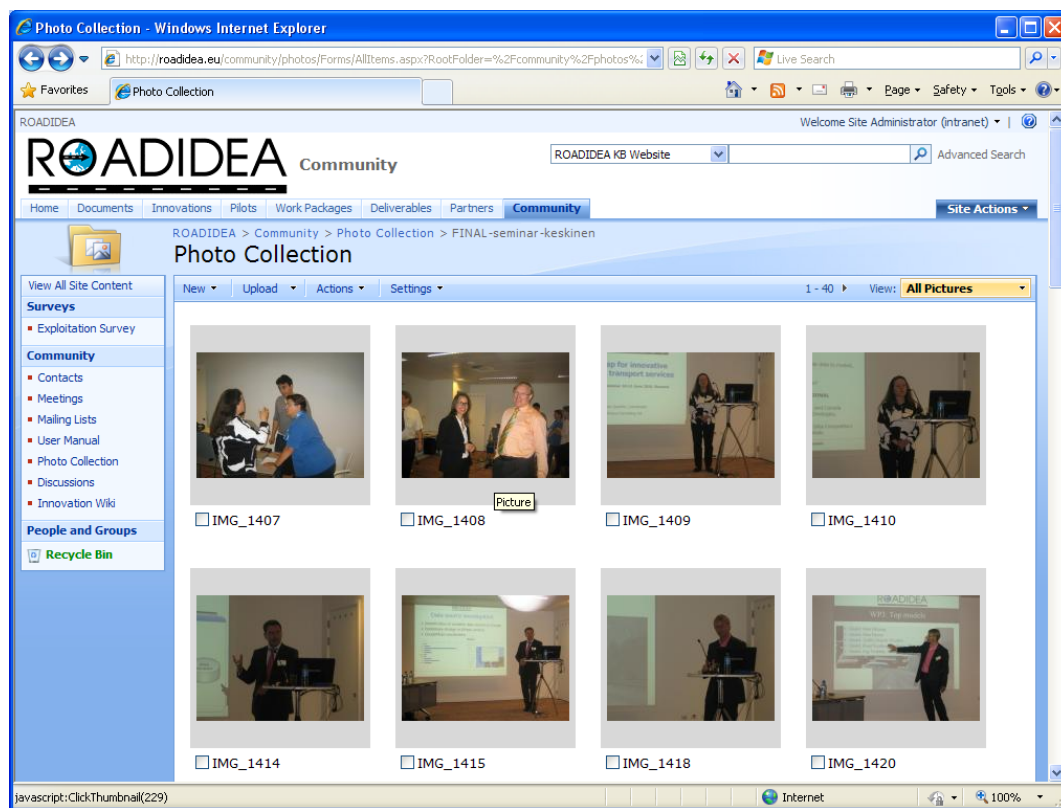 Photo Collection - Windows Internet Explorer
http://roadidea.eu/community/photos/Forms/AllItems.aspx?RootFolder=%2Fcommunity%2Fphotos%
Live Search
Favorites
Photo Collection
Page
Safety
Tools
ROADIDEA
Welcome Site Administrator (intranet)
ROADIDEA Community
ROADIDEA KB Website
Advanced Search
Home Documents Innovations Pilots Work Packages Deliverables Partners Community
Site Actions
ROADIDEA > Community > Photo Collection > FINAL-seminar-keskinen
Photo Collection
View All Site Content
New Upload Actions Settings
1 - 40
View: All Pictures
Surveys
Exploitation Survey
Community
Contacts
Meetings
Mailing Lists
User Manual
Photo Collection
Discussions
Innovation Wiki
People and Groups
Recycle Bin
for innovative
Transport services
Picture
IMG_1407
IMG_1408
IMG_1409
IMG_1410
ROADIDEA
IMG_1414
IMG_1415
IMG_1418
IMG_1420
javascript:ClickThumbnail(229)
Internet
100%